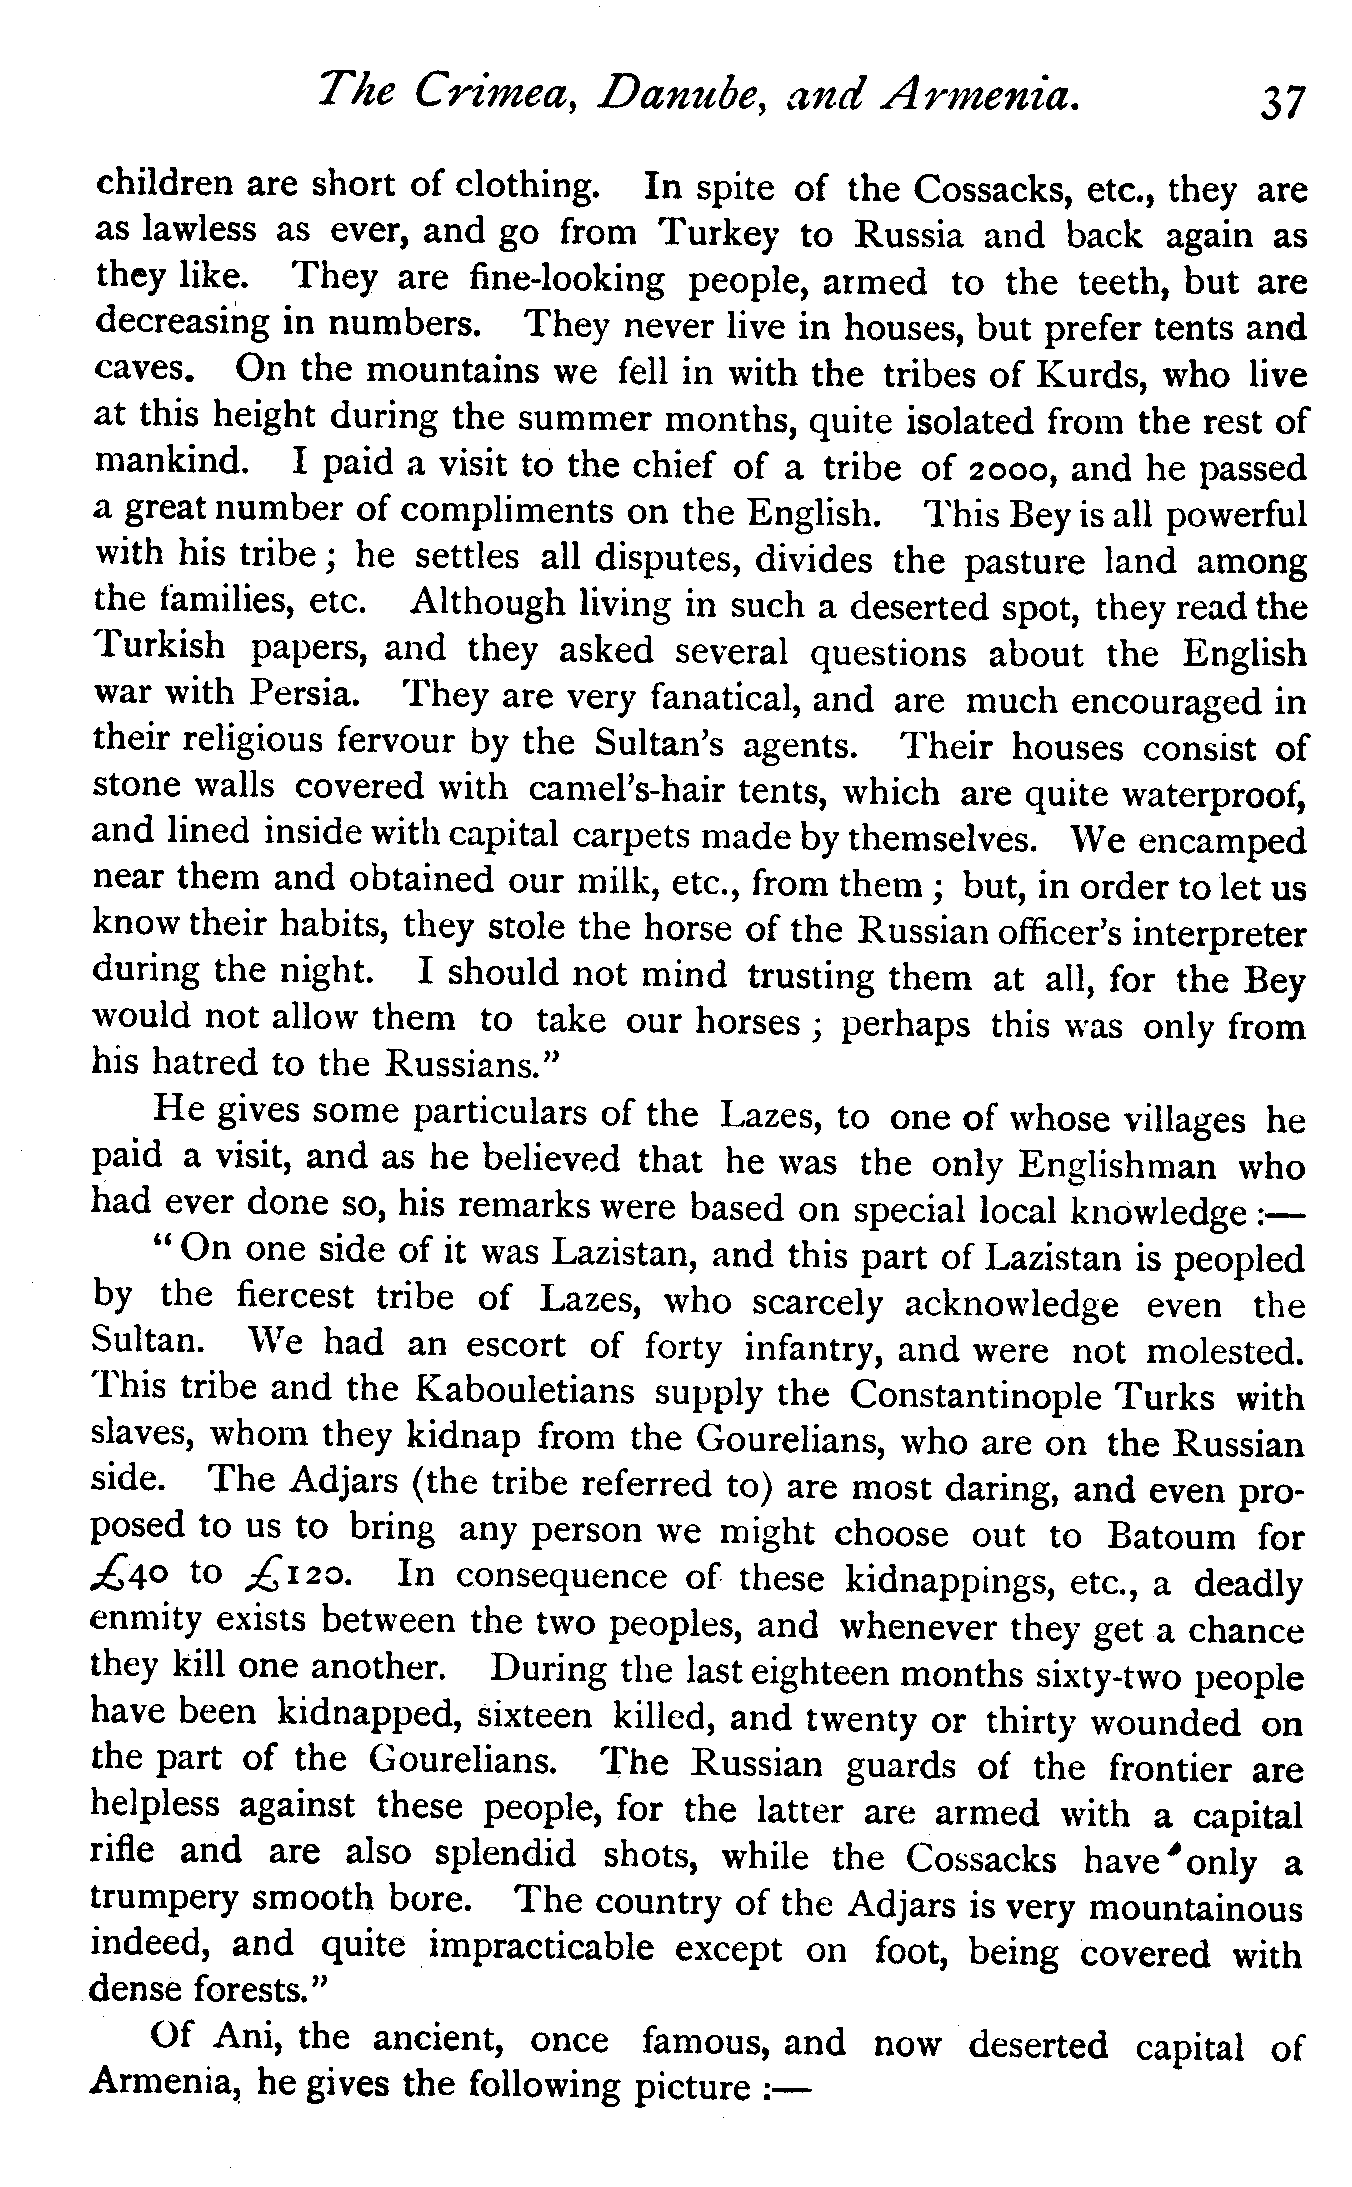 The Crimea, Danube, and Armenia. 37
children are short of clothing. In spite of the Cossacks, etc., they are
as lawless as ever, and go from Turkey to Russia and back again as
they like. They are fine-looking people, armed to the teeth, but are
decreasing in numbers. They never live in houses, but prefer tents and
caves. On the mountains we fell in with the tribes of Kurds, who live
at this height during the summer months, quite isolated from the rest of
mankind. I paid a visit to the chief of a tribe of 2000, and he passed
a great number of compliments on the English. This Bey is all powerful
with his tribe ; he settles all disputes, divides the pasture land among
the families, etc. Although living in such a deserted spot, they read the
Turkish papers, and they asked several questions about the English
war with Persia. They are very fanatical, and are much encouraged in
their religious fervour by the Sultan's agents. Their houses consist of
stone walls covered with camel's-hair tents, which are quite waterproof,
and lined inside with capital carpets made by themselves. We encamped
near them and obtained our milk, etc., from them ; but, in order to let us
know their habits, they stole the horse of the Russian officer's interpreter
during the night. I should not mind trusting them at all, for the Bey
would not allow them to take our horses ; perhaps this was only from
his hatred to the Russians."
He gives some particulars of the Lazes, to one of whose villages he
paid a visit, and as he believed that he was the only Englishman who
had ever done so, his remarks were based on special local knowledge :—
"On one side of it was Lazistan, and this part of Lazistan is peopled
by the fiercest tribe of Lazes, who scarcely acknowledge even the
Sultan. We had an escort of forty infantry, and were not molested.
This tribe and the Kabouletians supply the Constantinople Turks with
slaves, whom they kidnap from the Gourelians, who are on the Russian
side. The Adjars (the tribe referred to) are most daring, and even pro-
posed to us to bring any person we might choose out to Batoum for
£40 to £120. In consequence of these kidnappings, etc., a deadly
enmity exists between the two peoples, and whenever they get a chance
they kill one another. During the last eighteen months sixty-two people
have been kidnapped, sixteen killed, and twenty or thirty wounded on
the part of the Gourelians. The Russian guards of the frontier are
helpless against these people, for the latter are armed with a capital
rifle and are also splendid shots, while the Cossacks have only a
trumpery smooth bore. The country of the Adjars is very mountainous
indeed, and quite impracticable except on foot, being covered with
dense forests."
Of Ani, the ancient, once famous, and now deserted capital of
Armenia, he gives the following picture :—